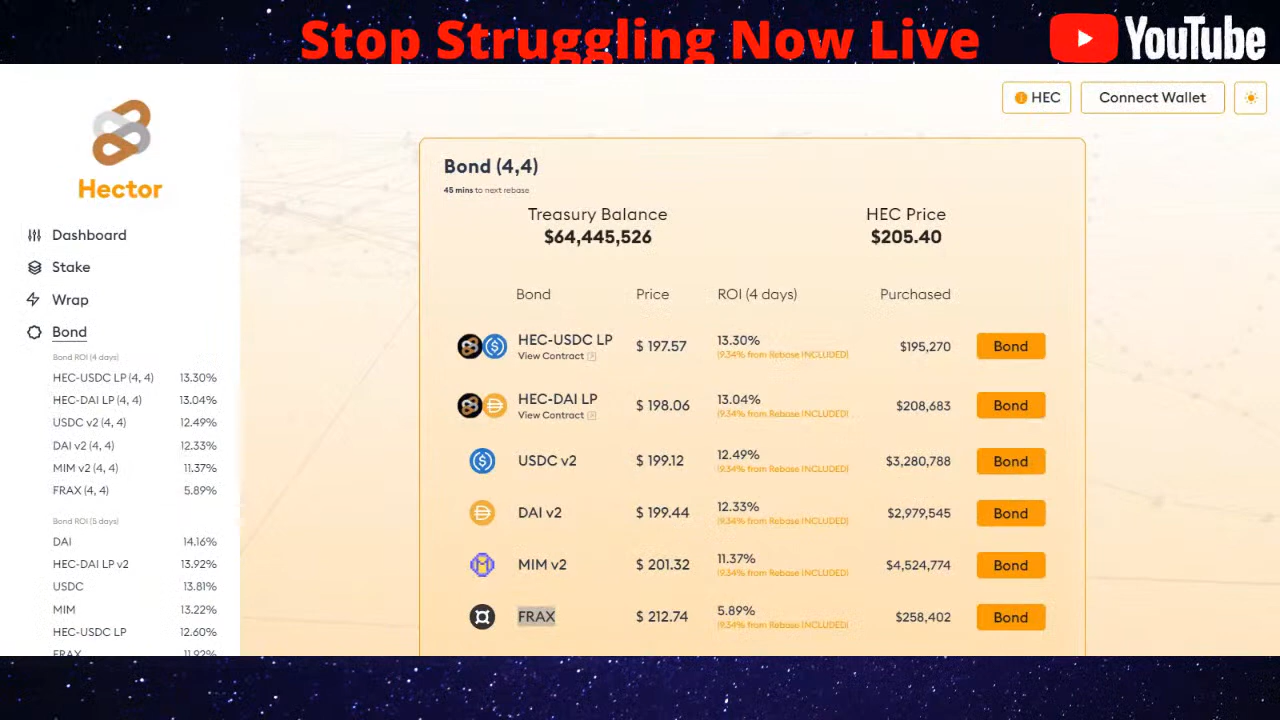 Stop Struggling Now Live
YouTube
HEC
Connect Wallet
Hector
Dashboard
Stake
Wrap
Bond
Bond ROI (4 days)
HEC-USDC LP (4, 4) 13.30%
HEC-DAI LP (4, 4) 13.04%
USDC v2 (4, 4) 12.49%
DAI v2 (4, 4) 12.33%
MIM v2 (4, 4) 11.37%
FRAX (4, 4) 5.89%
Bond ROI (5 days)
DAI 14.16%
HEC-DAI LP v2 13.92%
USDC 13.81%
MIM 13.22%
HEC-USDC LP 12.60%
FRAX 11.92%
Bond (4,4)
45 mins to next rebase
Treasury Balance HEC Price
$64,445,526 $205.40
Bond Price ROI (4 days) Purchased
HEC-USDC LP $ 197.57 13.30% $195,270 Bond
View Contract (9.34% from Rebase INCLUDED)
HEC-DAI LP $ 198.06 13.04% $208,683 Bond
View Contract (9.34% from Rebase INCLUDED)
USDC v2 $ 199.12 12.49% $3,280,788 Bond
(9.34% from Rebase INCLUDED)
DAI v2 $ 199.44 12.33% $2,979,545 Bond
(9.34% from Rebase INCLUDED)
MIM v2 $ 201.32 11.37% $4,524,774 Bond
(9.34% from Rebase INCLUDED)
FRAX $ 212.74 5.89% $258,402 Bond
(9.34% from Rebase INCLUDED)